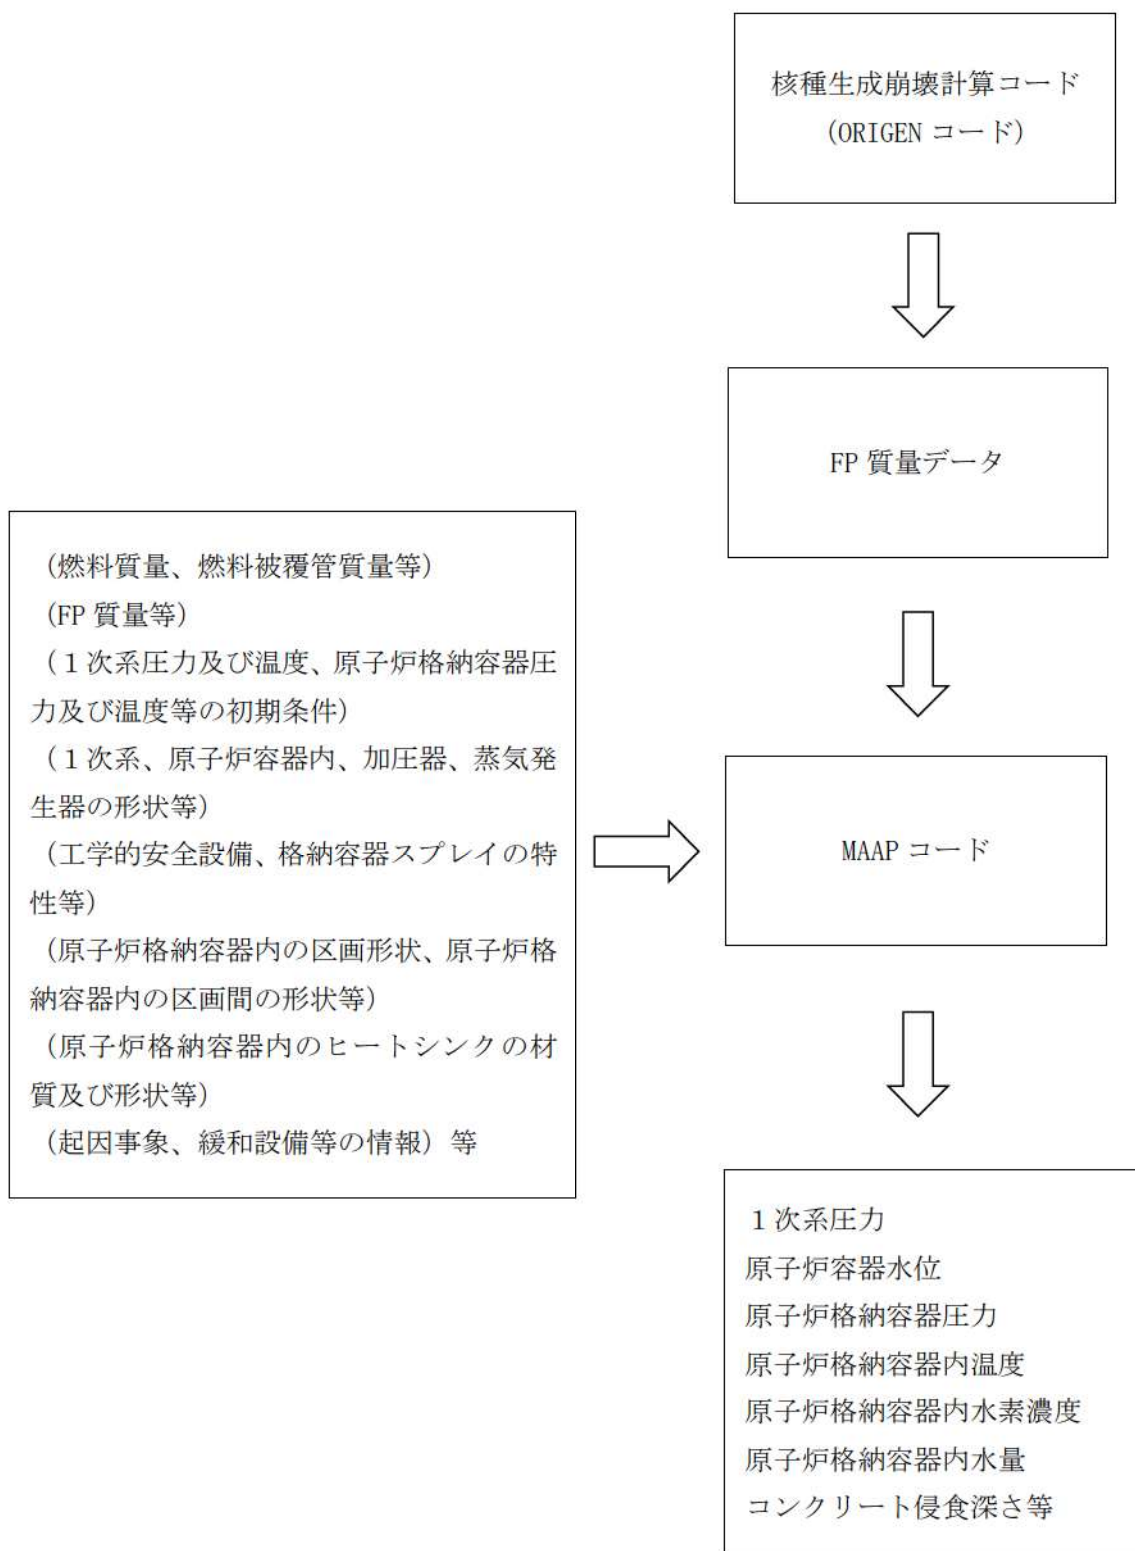 核種生成崩壊計算コード
(ORIGEN コード)
FP 質量データ
（燃料質量、燃料被覆管質量等）
（FP 質量等）
（１次系圧力及び温度、原子炉格納容器圧
力及び温度等の初期条件）
（１次系、原子炉容器内、加圧器、蒸気発
生器の形状等）
（工学的安全設備、格納容器スプレイの特
性等）
（原子炉格納容器内の区画形状、原子炉格
納容器内の区画間の形状等）
（原子炉格納容器内のヒートシンクの材
質及び形状等）
（起因事象、緩和設備等の情報）等
MAAP コード
１次系圧力
原子炉容器水位
原子炉格納容器圧力
原子炉格納容器内温度
原子炉格納容器内水素濃度
原子炉格納容器内水量
コンクリート侵食深さ等